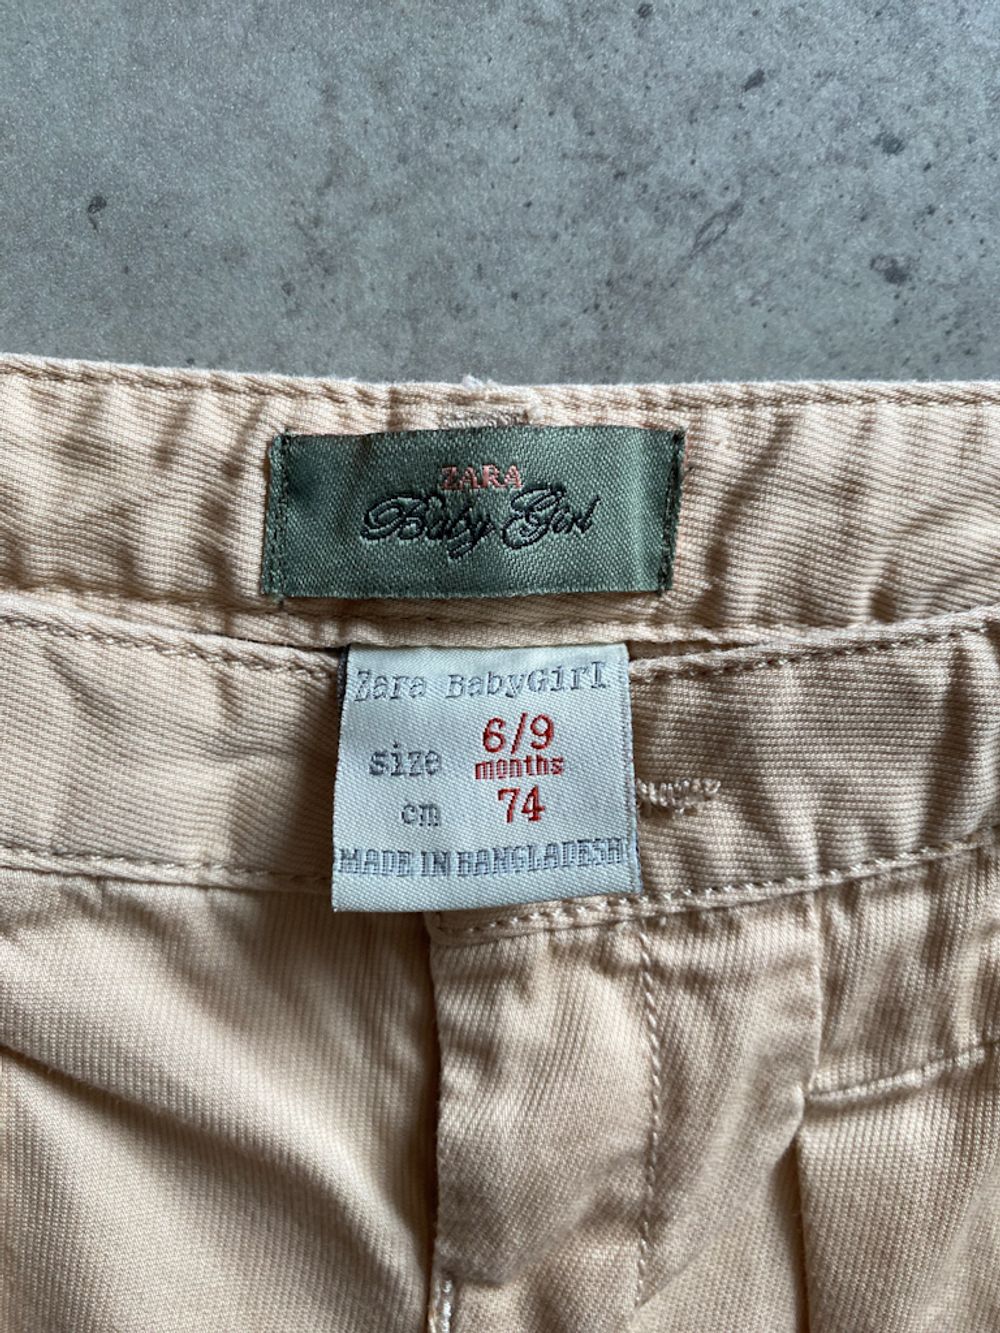 ZARA
Baby Girl
Zara BabyGirl
size 6/9
months
cm 74
MADE IN BANGLADESH